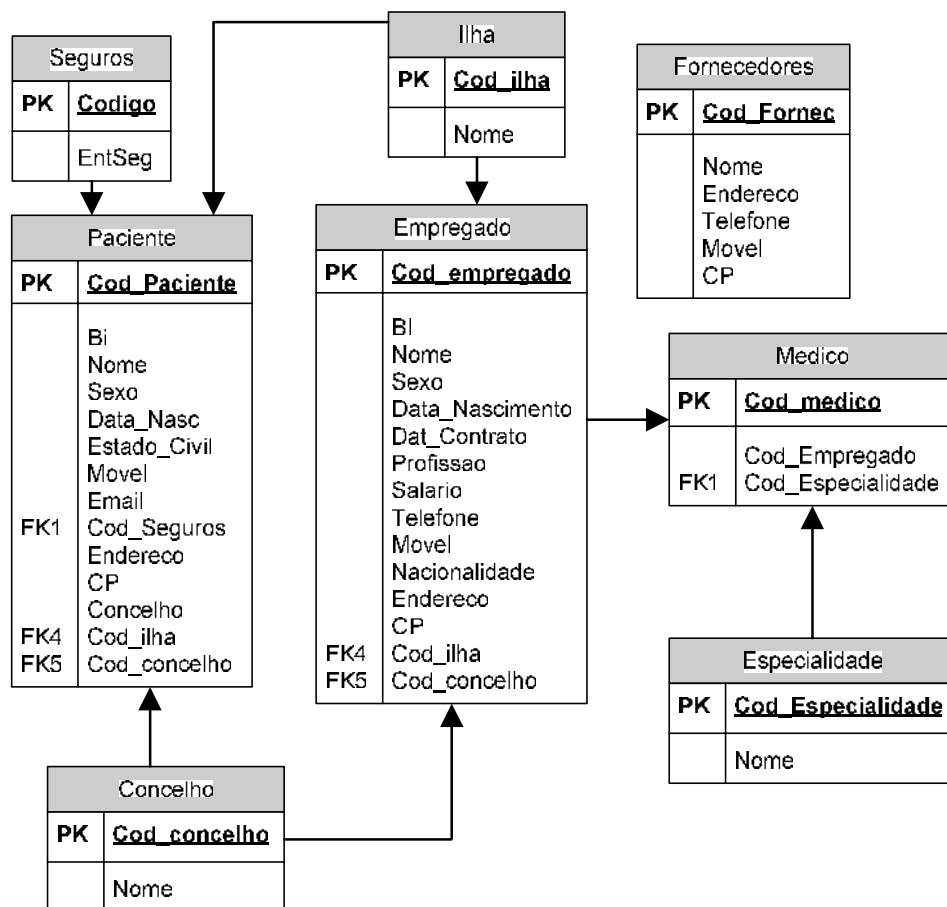 Seguros
PK Codigo
EntSeg
Ilha
PK Cod_ilha
Nome
Fornecedores
PK Cod_Fornec
Nome
Endereco
Telefone
Movel
CP
Paciente
PK Cod_Paciente
Bi
Nome
Sexo
Data_Nasc
Estado_Civil
Movel
Email
FK1 Cod_Seguros
Endereco
CP
Concelho
FK4 Cod_ilha
FK5 Cod_concelho
Empregado
PK Cod_empregado
BI
Nome
Sexo
Data_Nascimento
Dat_Contrato
Profissao
Salario
Telefone
Movel
Nacionalidade
Endereco
CP
FK4 Cod_ilha
FK5 Cod_concelho
Medico
PK Cod_medico
Cod_Empregado
FK1 Cod_Especialidade
Especialidade
PK Cod_Especialidade
Nome
Concelho
PK Cod_concelho
Nome